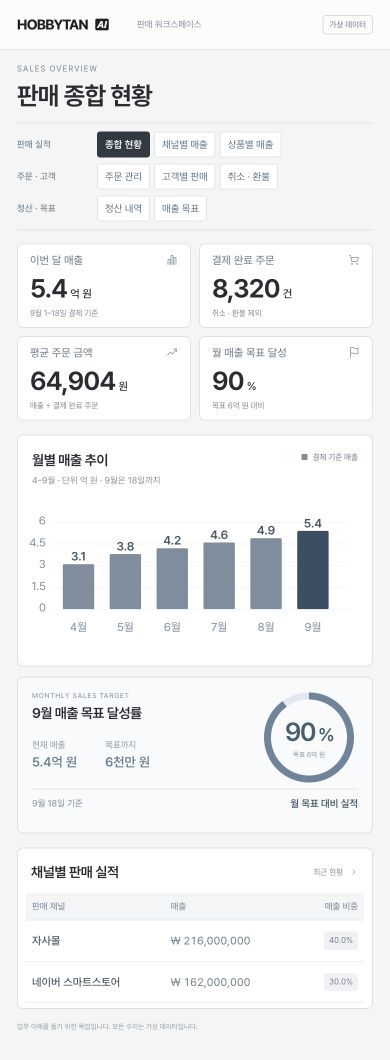 HOBBYTAN AI 판매 워크스페이스 가상 데이터
SALES OVERVIEW
판매 종합 현황
판매 실적 종합 현황 채널별 매출 상품별 매출
주문 · 고객 주문 관리 고객별 판매 취소 · 환불
정산 · 목표 정산 내역 매출 목표
이번 달 매출
5.4 억 원
9월 1–18일 결제 기준
결제 완료 주문
8,320 건
취소 · 환불 제외
평균 주문 금액
64,904 원
매출 ÷ 결제 완료 주문
월 매출 목표 달성
90 %
목표 6억 원 대비
월별 매출 추이
결제 기준 매출
4–9월 · 단위 억 원 · 9월은 18일까지
6
4.5
3
1.5
0
3.1 3.8 4.2 4.6 4.9 5.4
4월 5월 6월 7월 8월 9월
MONTHLY SALES TARGET
9월 매출 목표 달성률
현재 매출 목표까지
5.4억 원 6천만 원
90 %
목표 6억 원
9월 18일 기준 월 목표 대비 실적
채널별 판매 실적 최근 현황
판매 채널 매출 매출 비중
자사몰 ₩ 216,000,000 40.0%
네이버 스마트스토어 ₩ 162,000,000 30.0%
업무 이해를 돕기 위한 목업입니다. 모든 수치는 가상 데이터입니다.